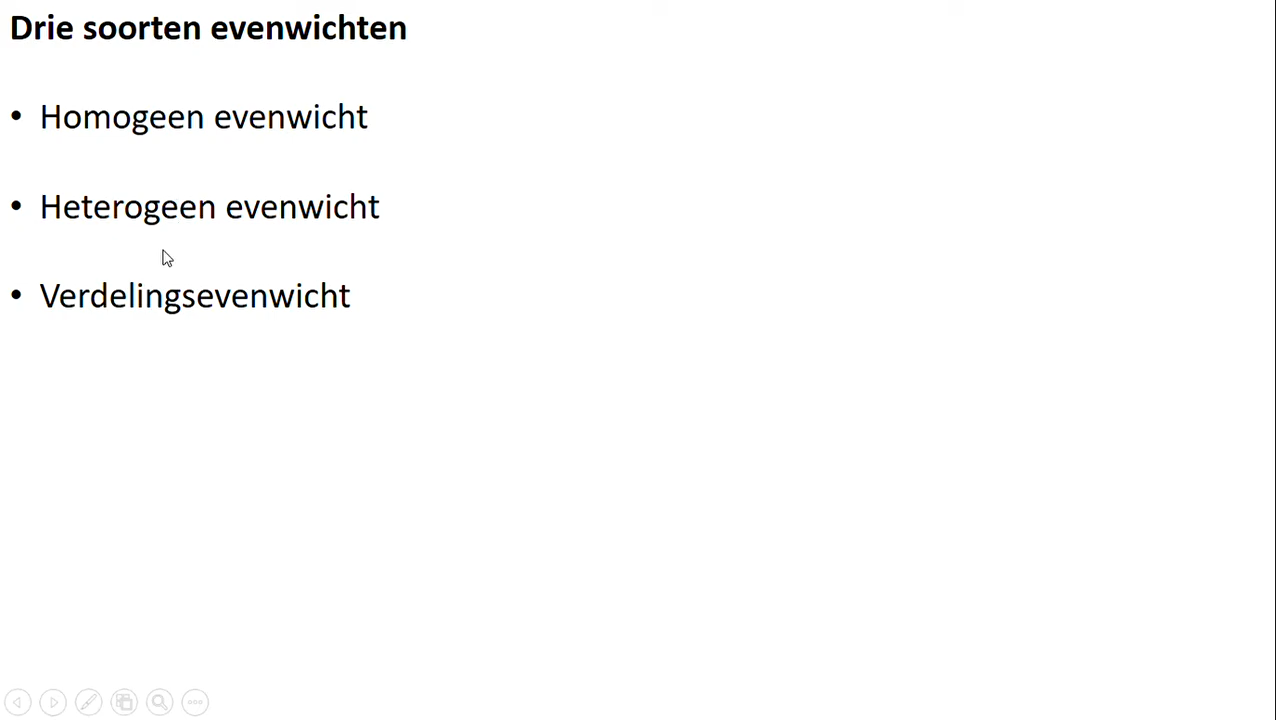 Drie soorten evenwichten
• Homogeen evenwicht
• Heterogeen evenwicht
• Verdelingsevenwicht